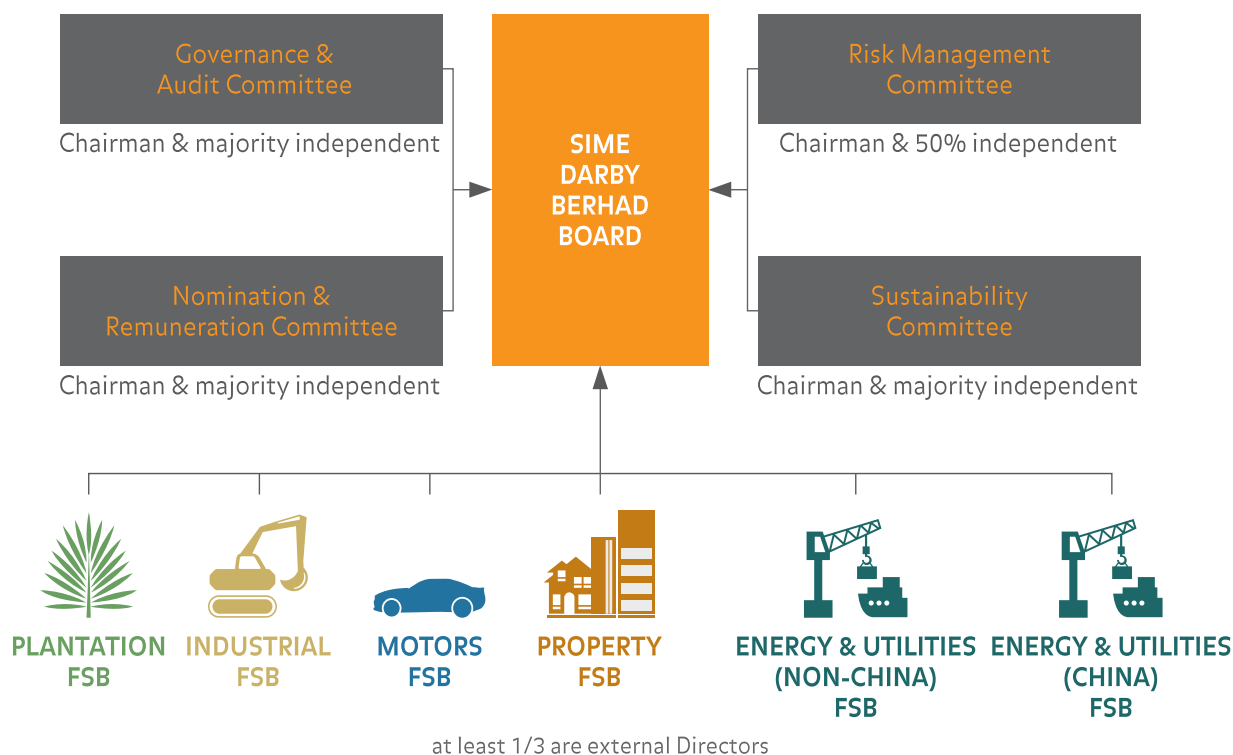 Governance &
Audit Committee
Chairman & majority independent
Nomination &
Remuneration Committee
Chairman & majority independent
SIME
DARBY
BERHAD
BOARD
Risk Management
Committee
Chairman & 50% independent
Sustainability
Committee
Chairman & majority independent
PLANTATION
FSB
INDUSTRIAL
FSB
MOTORS
FSB
PROPERTY
FSB
ENERGY & UTILITIES
(NON-CHINA)
FSB
ENERGY & UTILITIES
(CHINA)
FSB
at least 1/3 are external Directors